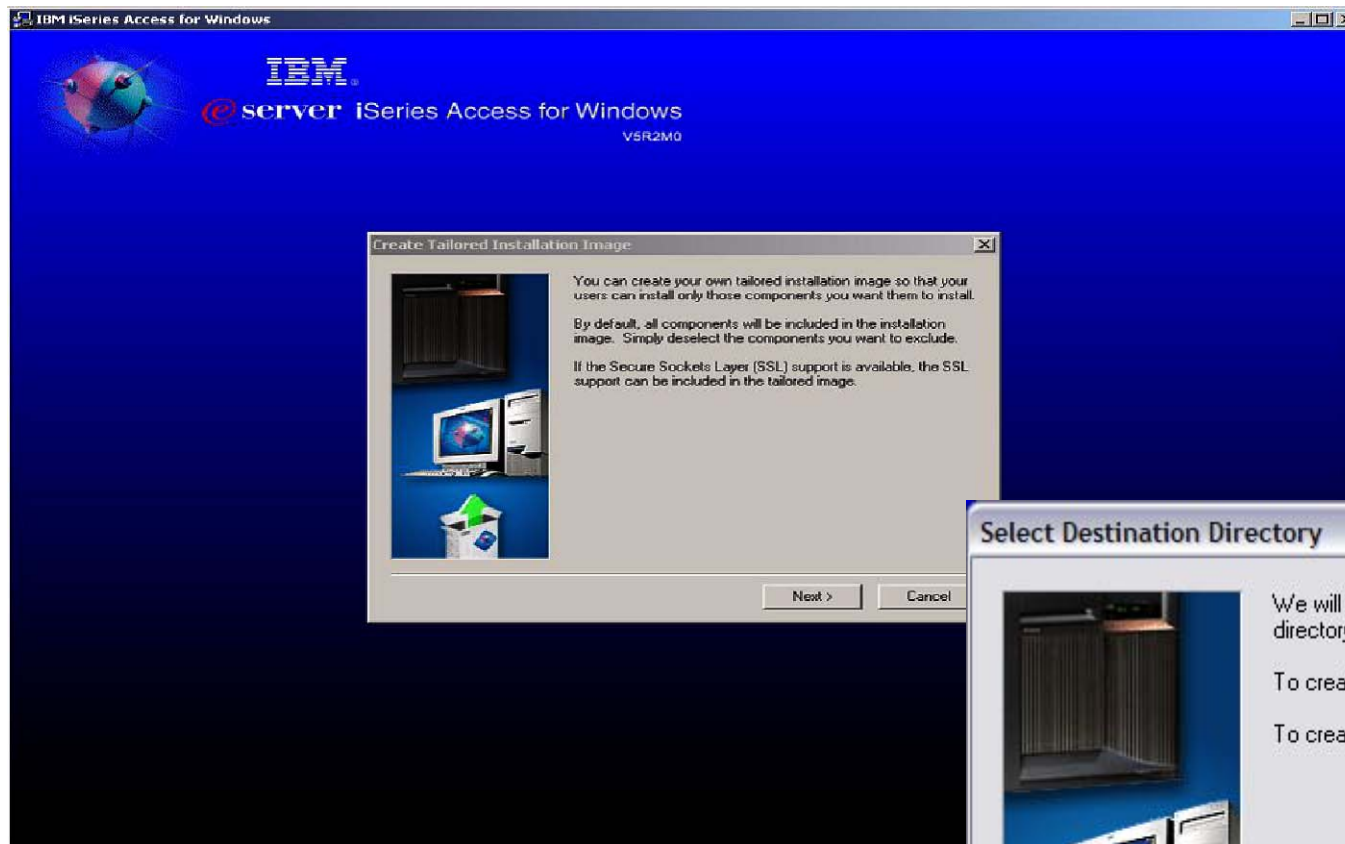 IBM iSeries Access for Windows
IBM
e server iSeries Access for Windows
V5R2M0
Create Tailored Installation Image
You can create your own tailored installation image so that your
users can install only those components you want them to install.
By default, all components will be included in the installation
image. Simply deselect the components you want to exclude.
If the Secure Sockets Layer (SSL) support is available, the SSL
support can be included in the tailored image.
Next >
Cancel
Select Destination Directory
We will
To
To